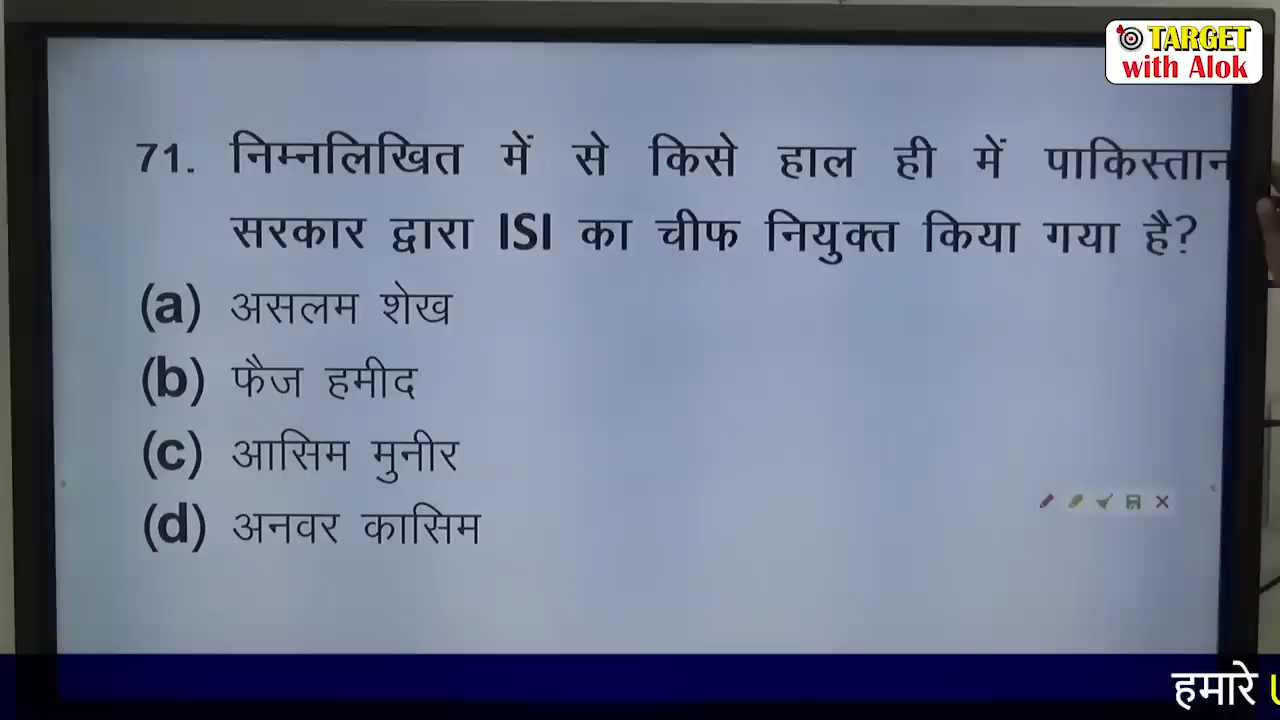 TARGET
with Alok
71. निम्नलिखित में से किसे हाल ही में पाकिस्तान
सरकार द्वारा ISI का चीफ नियुक्त किया गया है?
(a) असलम शेख
(b) फैज हमीद
(c) आसिम मुनीर
(d) अनवर कासिम
हमारे